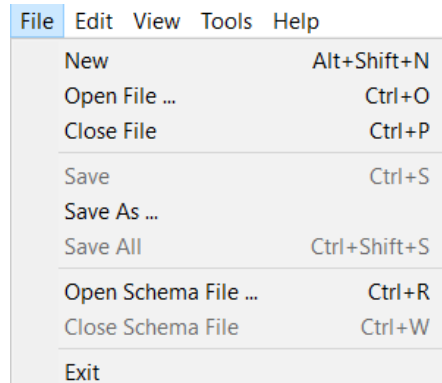 File Edit View Tools Help
New Alt+Shift+N
Open File ... Ctrl+O
Close File Ctrl+P
Save Ctrl+S
Save As ...
Save All Ctrl+Shift+S
Open Schema File ... Ctrl+R
Close Schema File Ctrl+W
Exit